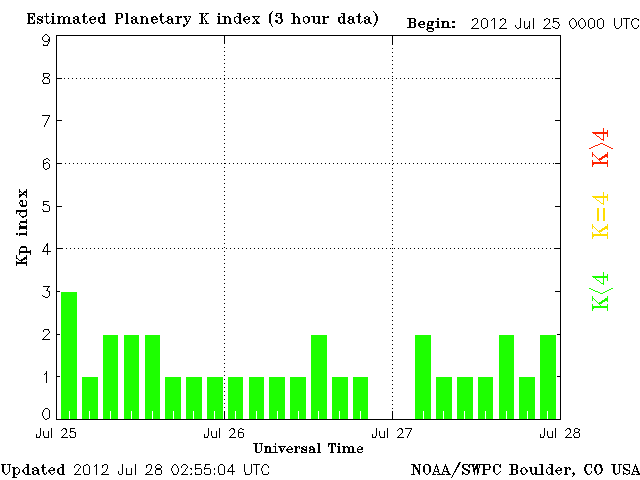 Estimated Planetary K index (3 hour data)
Begin: 2012 Jul 25 0000 UTC
9
8
7
6
5
4
3
2
1
0
Kp index
K>4
K=4
K<4
Jul 25
Jul 26
Jul 27
Jul 28
Universal Time
Updated 2012 Jul 28 02:55:04 UTC
NOAA/SWPC Boulder, CO USA